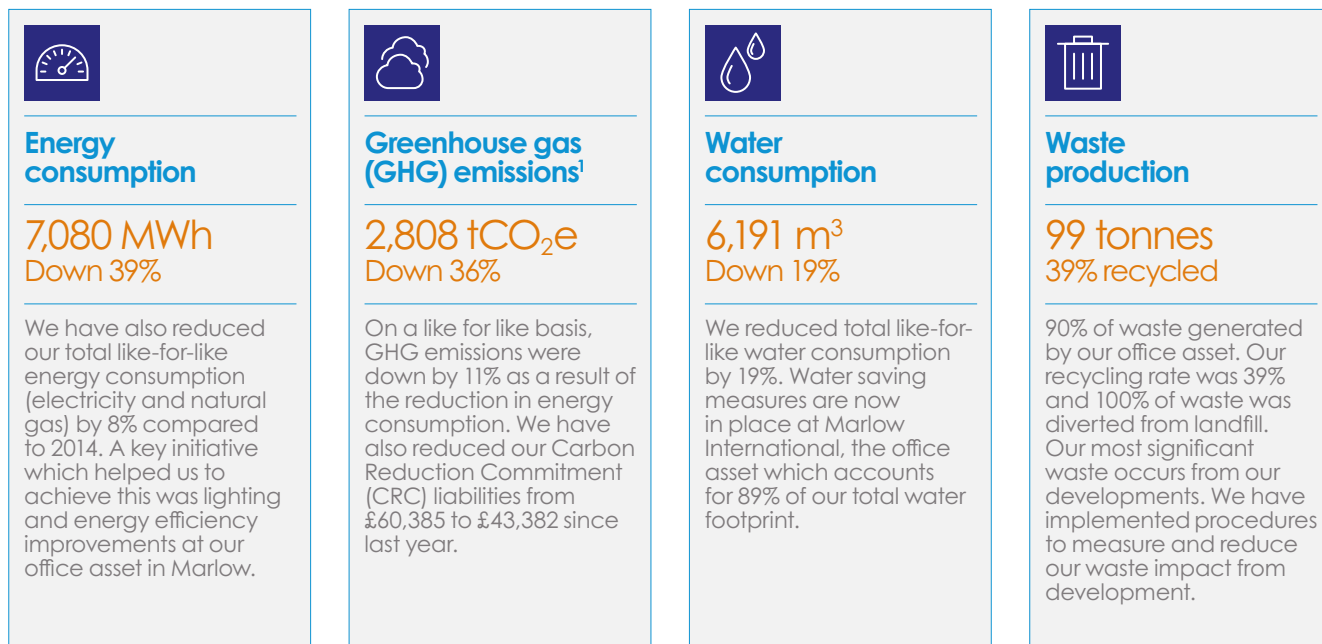 Energy
consumption
7,080 MWh
Down 39%
We have also reduced
our total like-for-like
energy consumption
(electricity and natural
gas) by 8% compared
to 2014. A key initiative
which helped us to
achieve this was lighting
and energy efficiency
improvements at our
office asset in Marlow.
Greenhouse gas
(GHG) emissions¹
2,808 tCO₂e
Down 36%
On a like for like basis,
GHG emissions were
down by 11% as a result of
the reduction in energy
consumption. We have
also reduced our Carbon
Reduction Commitment
(CRC) liabilities from
£60,385 to £43,382 since
last year.
Water
consumption
6,191 m³
Down 19%
We reduced total like-for-
like water consumption
by 19%. Water saving
measures are now
in place at Marlow
International, the office
asset which accounts
for 89% of our total water
footprint.
Waste
production
99 tonnes
39% recycled
90% of waste generated
by our office asset. Our
recycling rate was 39%
and 100% of waste was
diverted from landfill.
Our most significant
waste occurs from our
developments. We have
implemented procedures
to measure and reduce
our waste impact from
development.